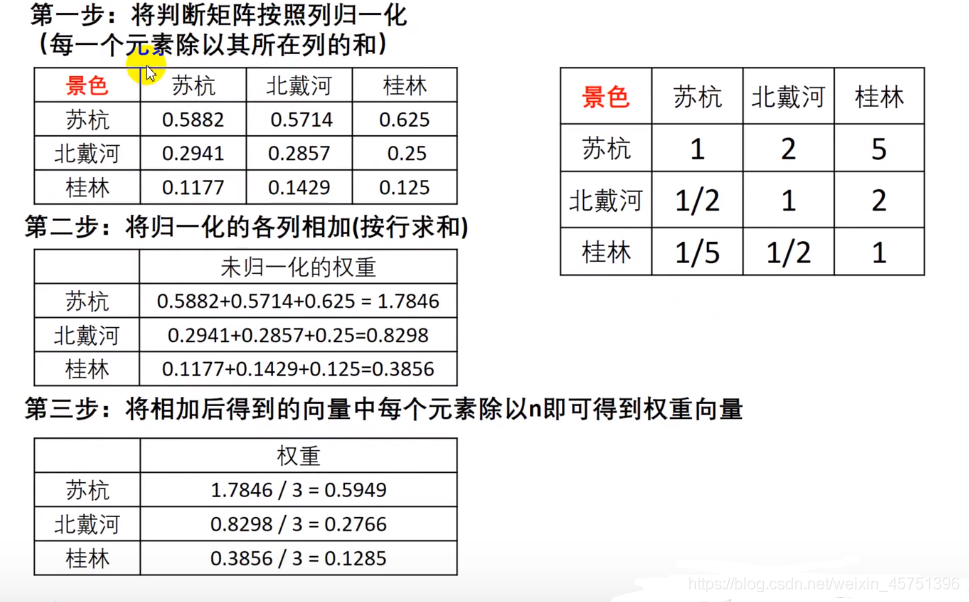 第一步：将判断矩阵按照列归一化
（每一个元素除以其所在列的和）
景色 苏杭 北戴河 桂林
苏杭 0.5882 0.5714 0.625
北戴河 0.2941 0.2857 0.25
桂林 0.1177 0.1429 0.125
第二步：将归一化的各列相加(按行求和)
未归一化的权重
苏杭 0.5882+0.5714+0.625 = 1.7846
北戴河 0.2941+0.2857+0.25=0.8298
桂林 0.1177+0.1429+0.125=0.3856
第三步：将相加后得到的向量中每个元素除以n即可得到权重向量
权重
苏杭 1.7846 / 3 = 0.5949
北戴河 0.8298 / 3 = 0.2766
桂林 0.3856 / 3 = 0.1285
景色 苏杭 北戴河 桂林
苏杭 1 2 5
北戴河 1/2 1 2
桂林 1/5 1/2 1
https://blog.csdn.net/weixin_45751396